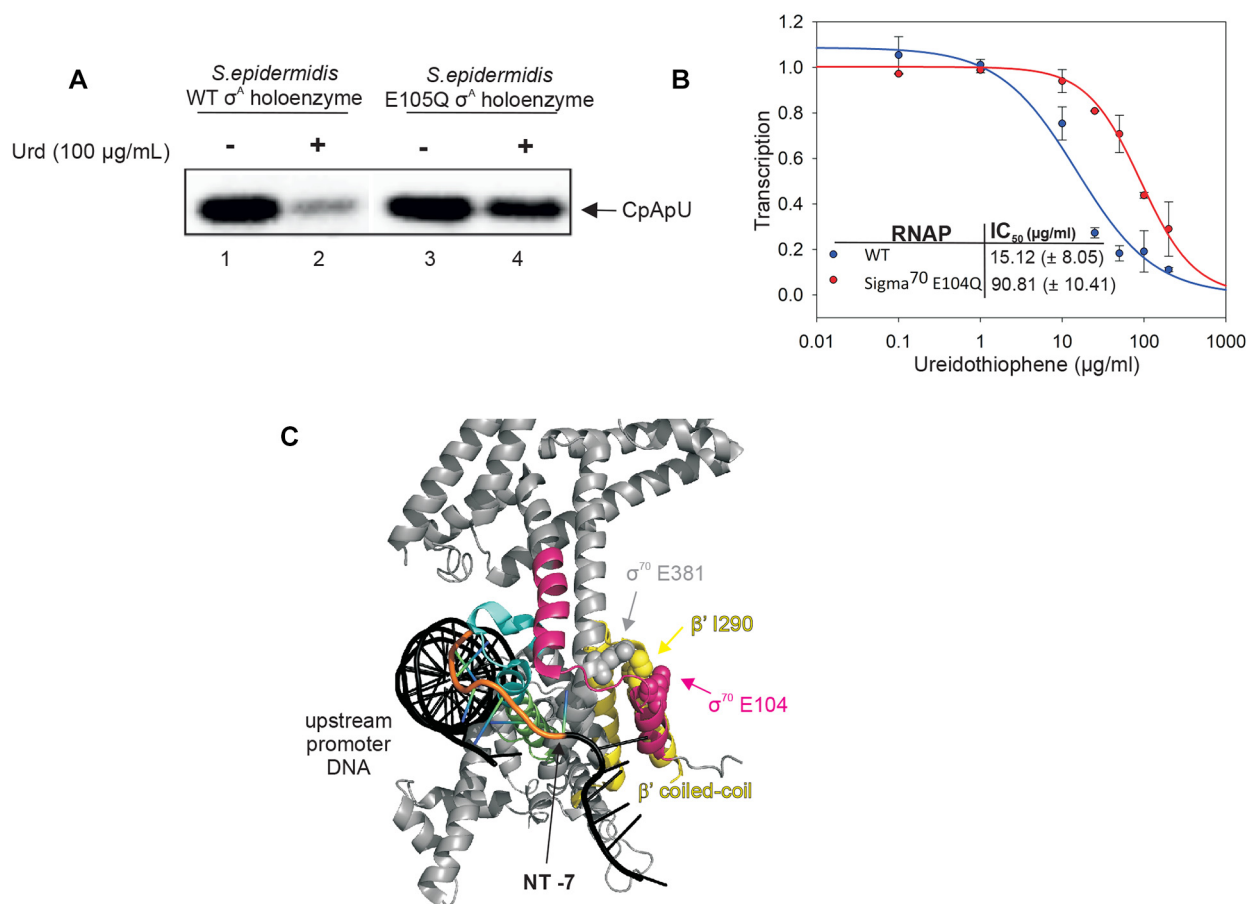 A
S.epidermidis
WT σᴬ holoenzyme
S.epidermidis
E105Q σᴬ holoenzyme
Urd (100 µg/mL)
- + - +
CpApU
1 2 3 4
B
1.2
1.0
0.8
0.6
0.4
0.2
0.0
Transcription
RNAP IC₅₀ (µg/ml)
WT 15.12 (± 8.05)
Sigma⁷⁰ E104Q 90.81 (± 10.41)
0.01 0.1 1 10 100 1000
Ureidothiophene (µg/ml)
C
σ⁷⁰ E381
β' I290
σ⁷⁰ E104
upstream
promoter
DNA
β' coiled-coil
NT -7